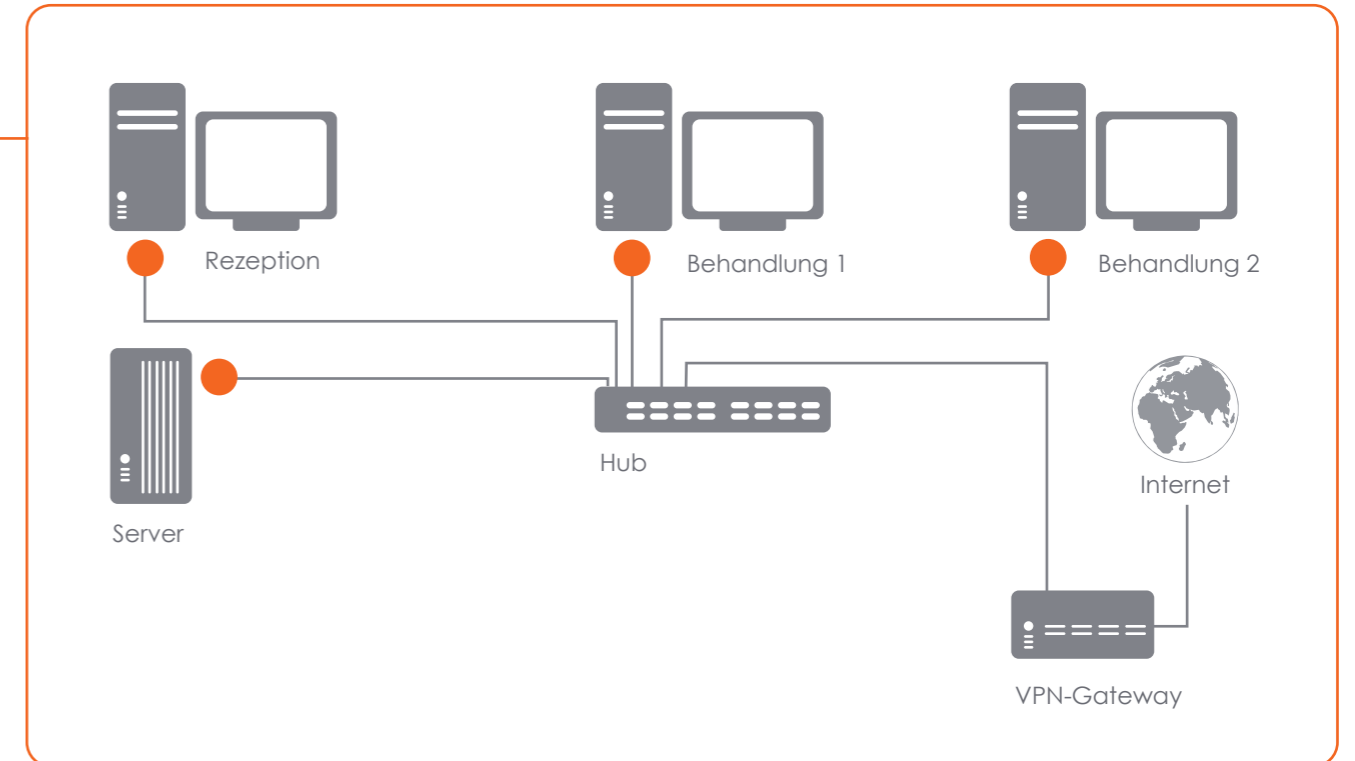 Rezeption
Behandlung 1
Behandlung 2
Hub
Internet
Server
VPN-Gateway